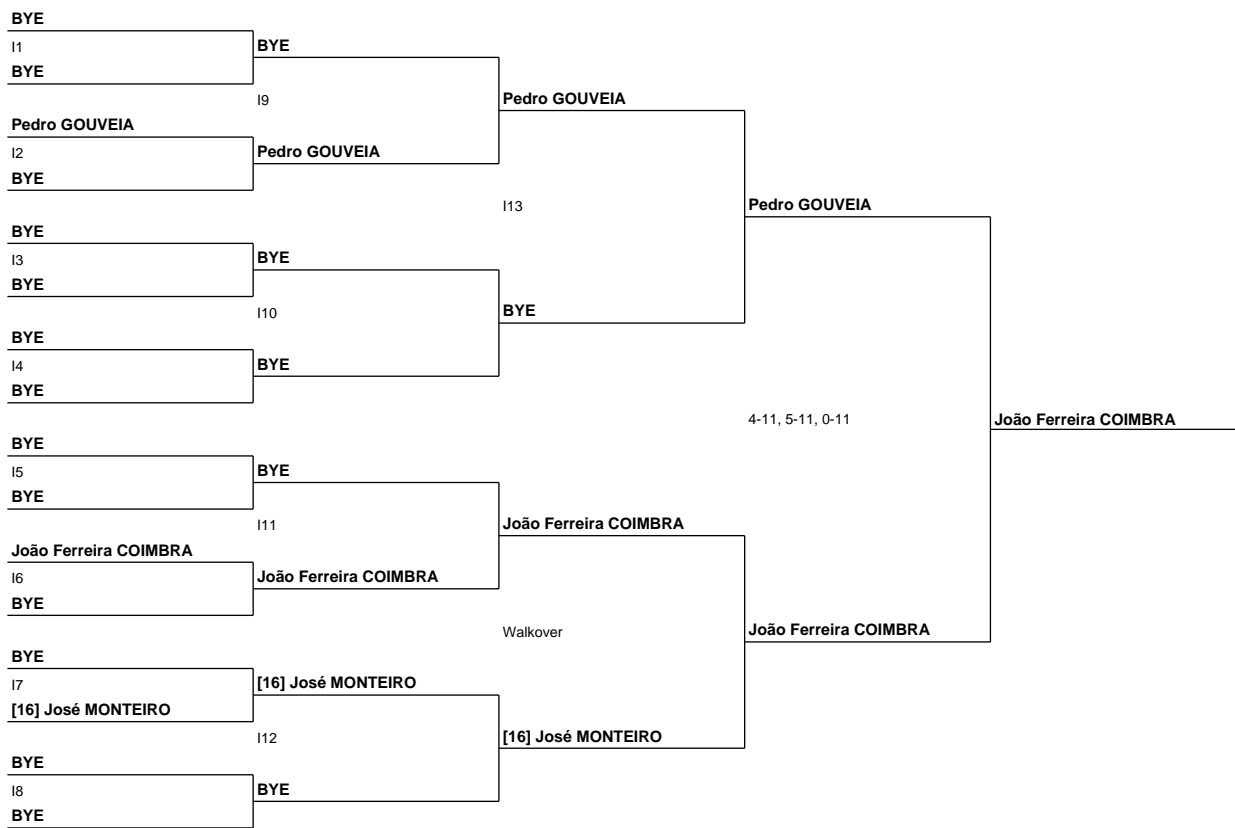 BYE
I1
BYE
BYE
I9
Pedro GOUVEIA
Pedro GOUVEIA
I2
Pedro GOUVEIA
BYE
I13
Pedro GOUVEIA
BYE
I3
BYE
BYE
I10
BYE
BYE
I4
BYE
BYE
4-11, 5-11, 0-11
João Ferreira COIMBRA
BYE
I5
BYE
BYE
I11
João Ferreira COIMBRA
João Ferreira COIMBRA
I6
João Ferreira COIMBRA
BYE
Walkover
João Ferreira COIMBRA
BYE
I7
[16] José MONTEIRO
[16] José MONTEIRO
I12
[16] José MONTEIRO
BYE
I8
BYE
BYE